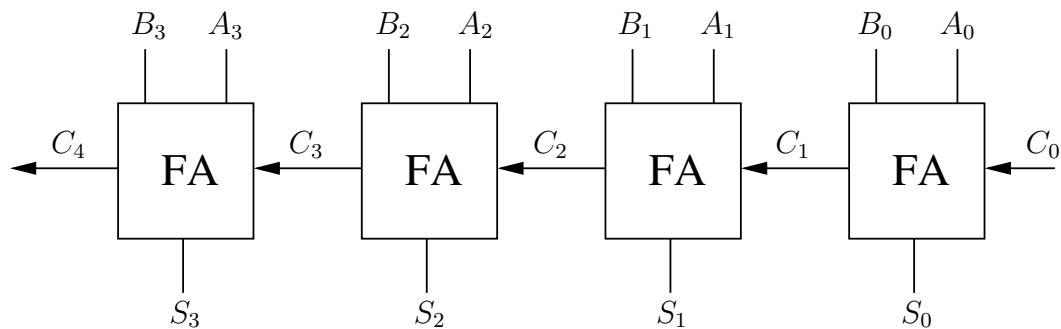 B₃ A₃ B₂ A₂ B₁ A₁ B₀ A₀
C₄ FA C₃ FA C₂ FA C₁ FA C₀
S₃ S₂ S₁ S₀